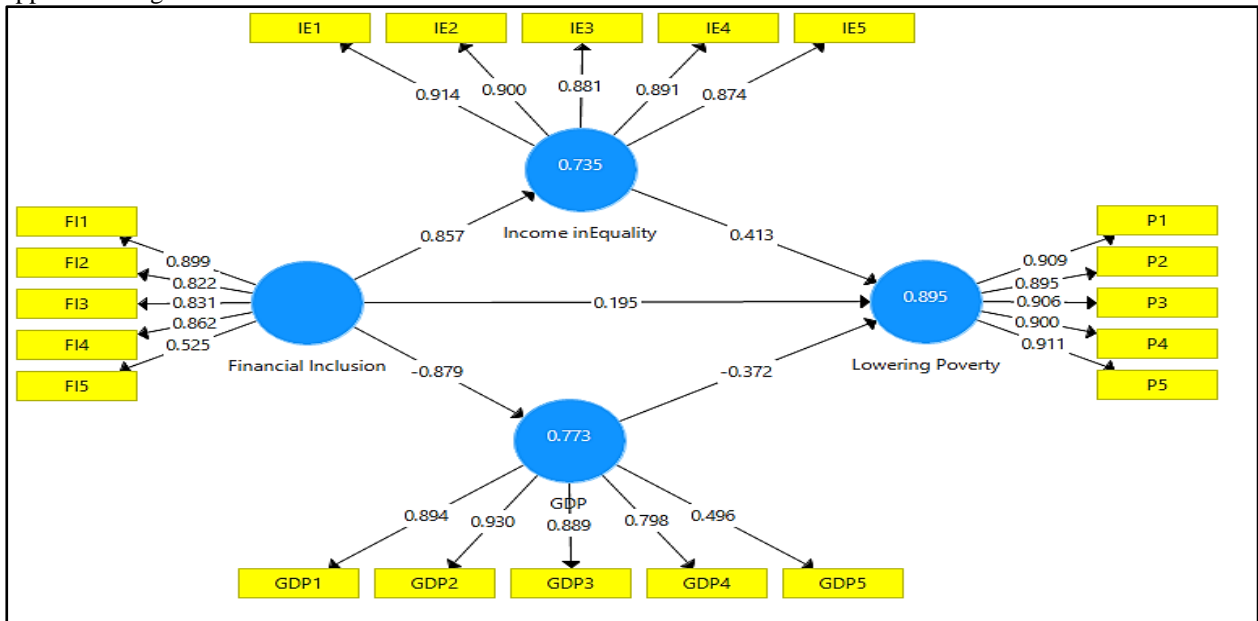 IE1 IE2 IE3 IE4 IE5
0.914 0.900 0.881 0.891 0.874
0.735
Income inEquality
FI1
FI2
FI3
FI4
FI5
0.899
0.822
0.831
0.862
0.525
Financial Inclusion
0.857
0.413
0.195
-0.879
-0.372
0.895
Lowering Poverty
0.909
0.895
0.906
0.900
0.911
P1
P2
P3
P4
P5
0.773
GDP
0.894 0.930 0.889 0.798 0.496
GDP1 GDP2 GDP3 GDP4 GDP5